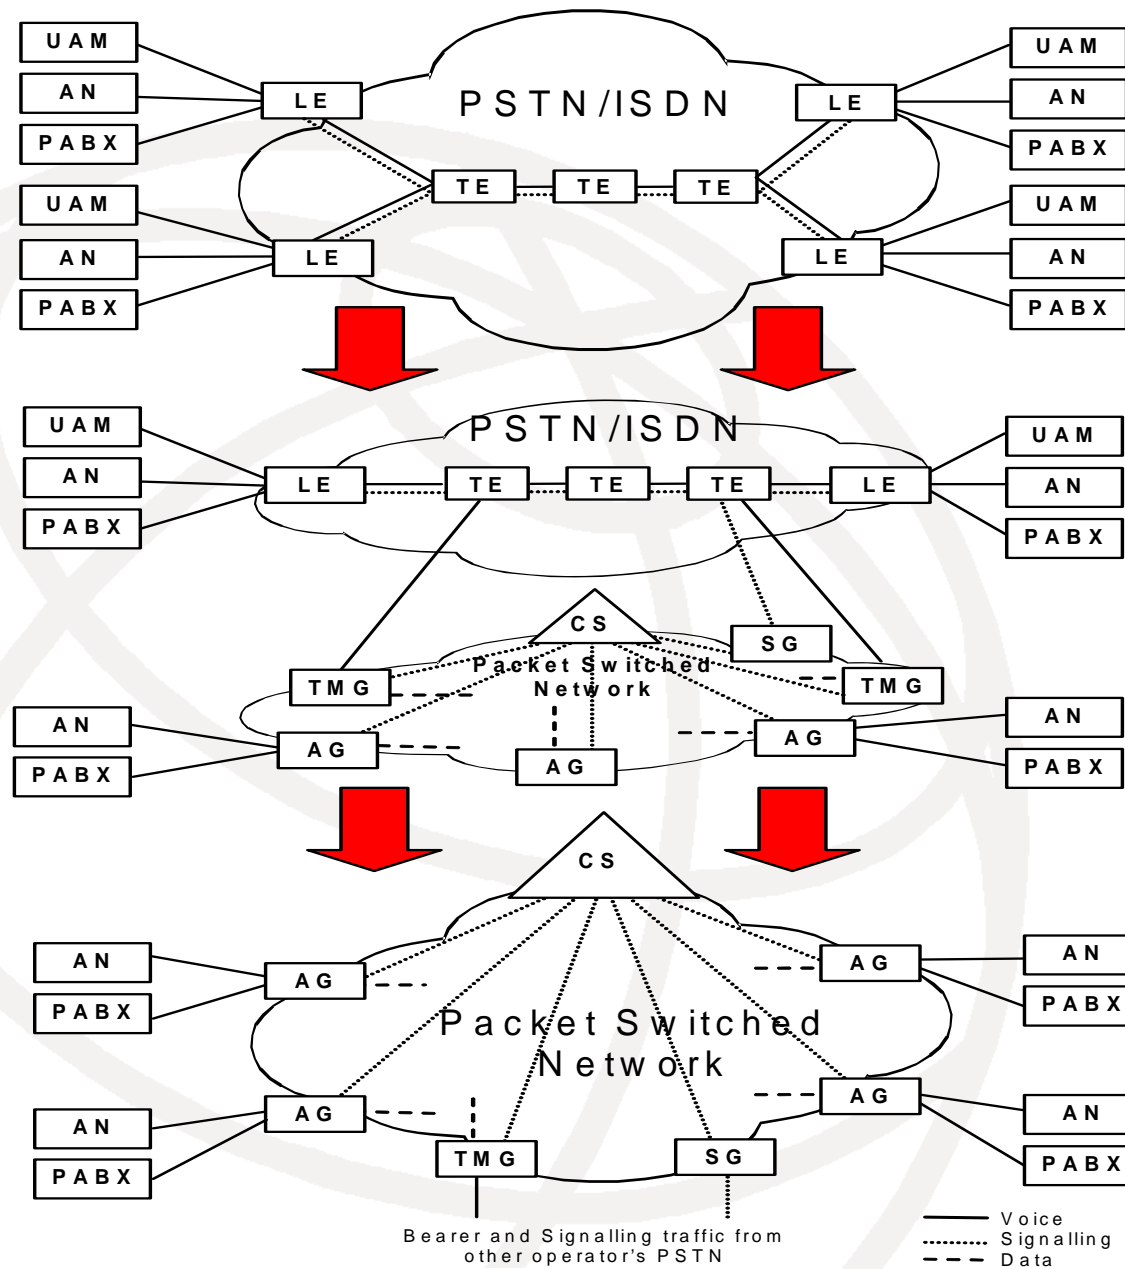 UAM
UAM
PSTN/ISDN
AN
LE
LE
AN
PABX
PABX
TE
TE
TE
UAM
UAM
AN
LE
LE
AN
PABX
PABX
PSTN/ISDN
UAM
UAM
AN
LE
TE
TE
TE
LE
AN
PABX
PABX
CS
SG
Packet Switched
Network
TMG
TMG
AN
AN
AG
AG
AG
PABX
PABX
CS
AN
AG
AG
AN
PABX
PABX
Packet Switched
Network
AG
AG
AN
AN
PABX
TMG
SG
PABX
Bearer and Signalling traffic from
other operator's PSTN
Voice
Signalling
Data